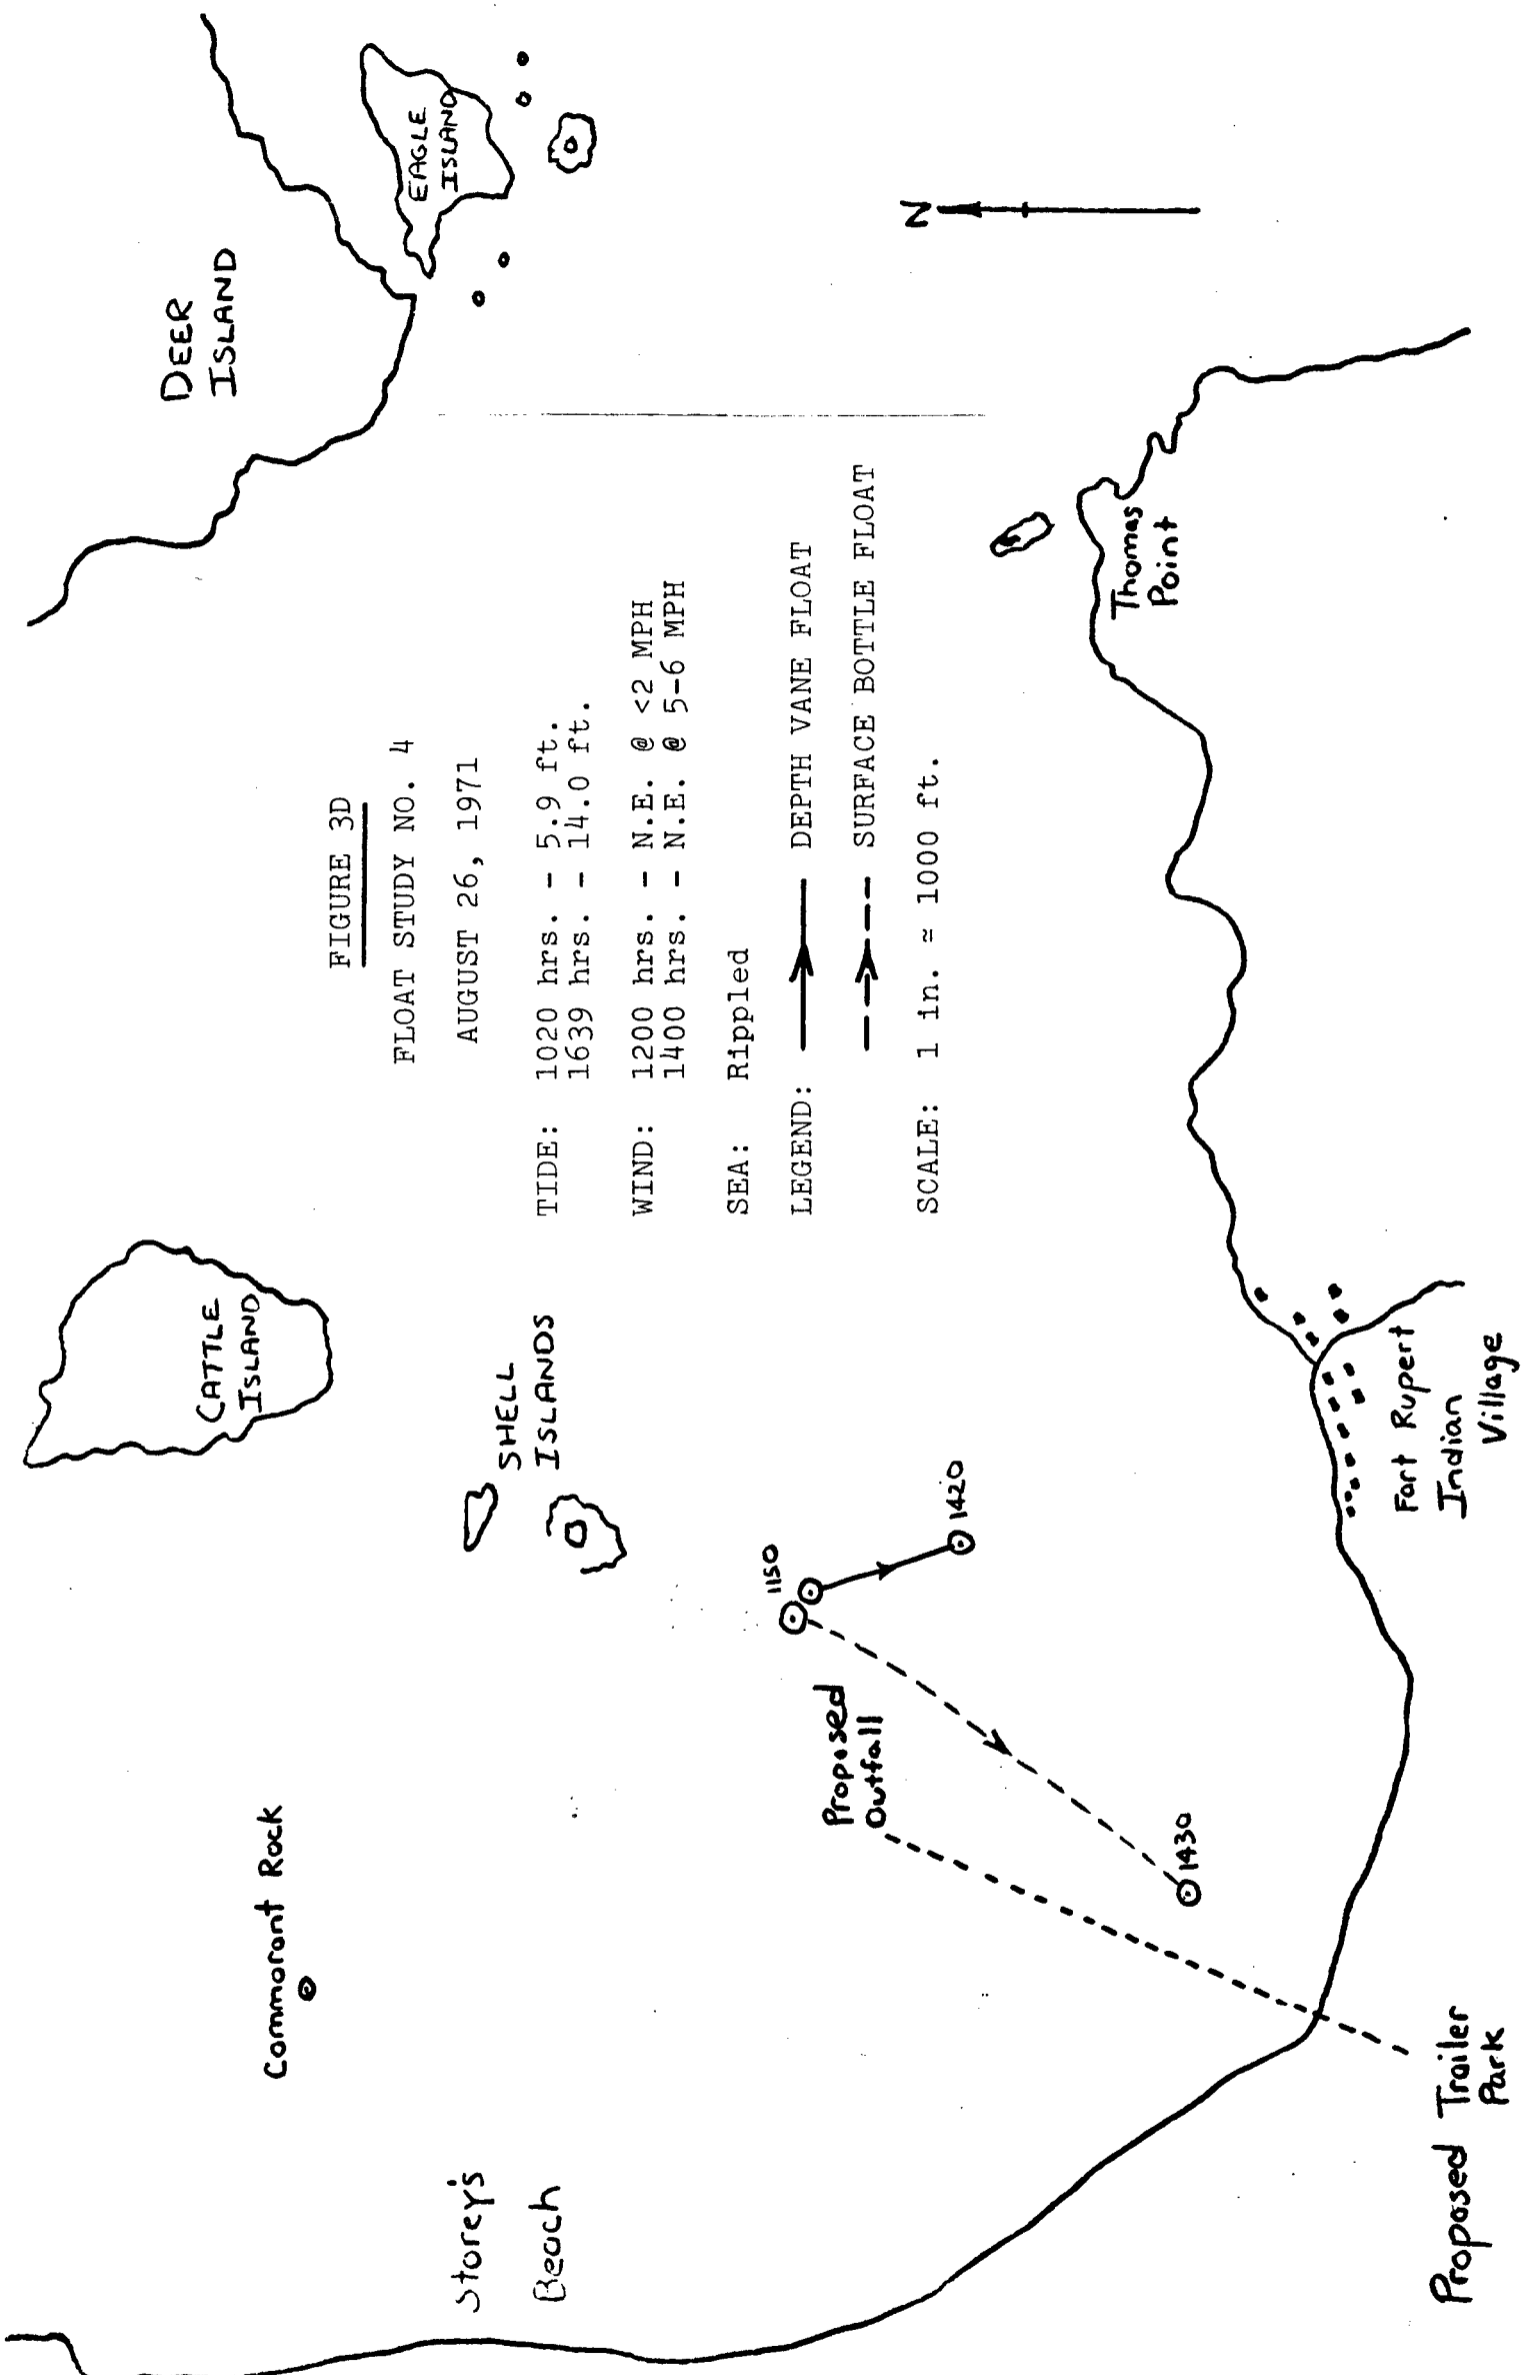 FIGURE 3D
FLOAT STUDY NO. 4
AUGUST 26, 1971
TIDE: 1020 hrs. - 5.9 ft.
1639 hrs. - 14.0 ft.
WIND: 1200 hrs. - N.E. @ <2 MPH
1400 hrs. - N.E. @ 5-6 MPH
SEA: Rippled
LEGEND: DEPTH VANE FLOAT
SURFACE BOTTLE FLOAT
SCALE: 1 in. = 1000 ft.
DEER
ISLAND
EAGLE
ISLAND
N
CATTLE
ISLAND
SHELL
ISLANDS
Commorant Rock
Storey's
Beach
1150
1420
Proposed
Outfall
1430
Thomas
Point
Fort Rupert
Indian
Village
Proposed Trailer
Park